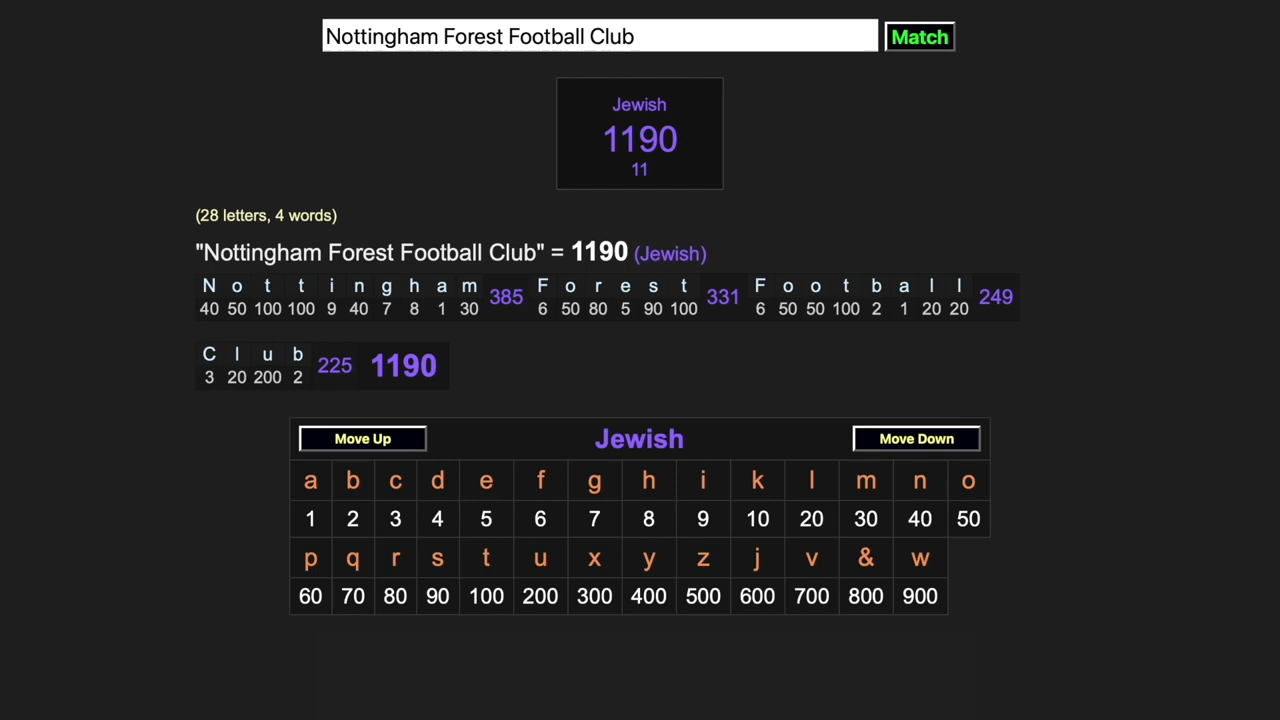 Nottingham Forest Football Club Match
Jewish
1190
11
(28 letters, 4 words)
"Nottingham Forest Football Club" = 1190 (Jewish)
N o t t i n g h a m 385 F o r e s t 331 F o o t b a l l 249
40 50 100 100 9 40 7 8 1 30 6 50 80 5 90 100 6 50 50 100 2 1 20 20
C l u b 225 1190
3 20 200 2
Move Up Jewish Move Down
a b c d e f g h i k l m n o
1 2 3 4 5 6 7 8 9 10 20 30 40 50
p q r s t u x y z j v & w
60 70 80 90 100 200 300 400 500 600 700 800 900